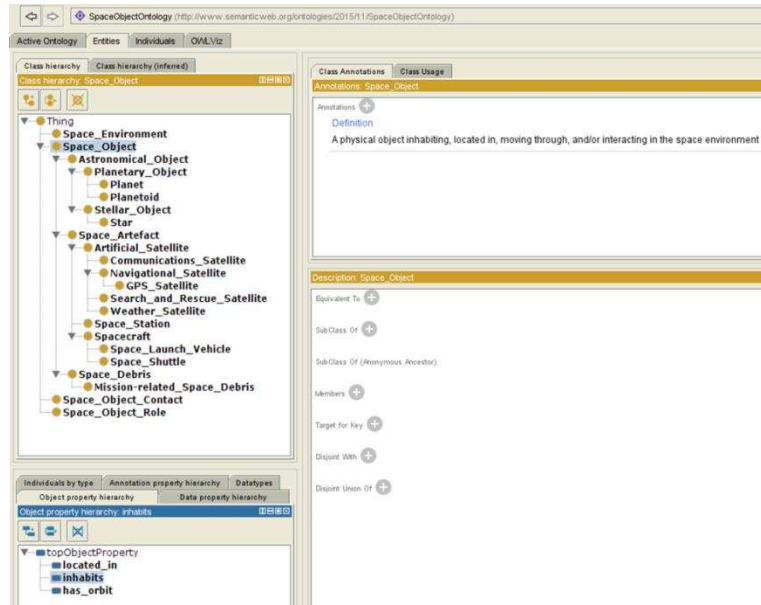 SpaceObjectOntology (http://www.semanticweb.org/ontologies/2015/11/SpaceObjectOntology)
Active Ontology Entities Individuals OWLViz
Class hierarchy Class hierarchy (inferred)
Class hierarchy: Space_Object
Thing
Space_Environment
Space_Object
Astronomical_Object
Planetary_Object
Planet
Planetoid
Stellar_Object
Star
Space_Artefact
Artificial_Satellite
Communications_Satellite
Navigational_Satellite
GPS_Satellite
Search_and_Rescue_Satellite
Weather_Satellite
Space_Station
Spacecraft
Space_Launch_Vehicle
Space_Shuttle
Space_Debris
Mission-related_Space_Debris
Space_Object_Contact
Space_Object_Role
Individuals by type Annotation property hierarchy Datatypes
Object property hierarchy Data property hierarchy
Object property hierarchy: inhabits
topObjectProperty
located_in
inhabits
has_orbit
Class Annotations Class Usage
Annotations: Space_Object
Annotations
Definition
A physical object inhabiting, located in, moving through, and/or interacting in the space environment
Description: Space_Object
Equivalent To
SubClass Of
SubClass Of (Anonymous Ancestor)
Members
Target for Key
Disjoint With
Disjoint Union Of